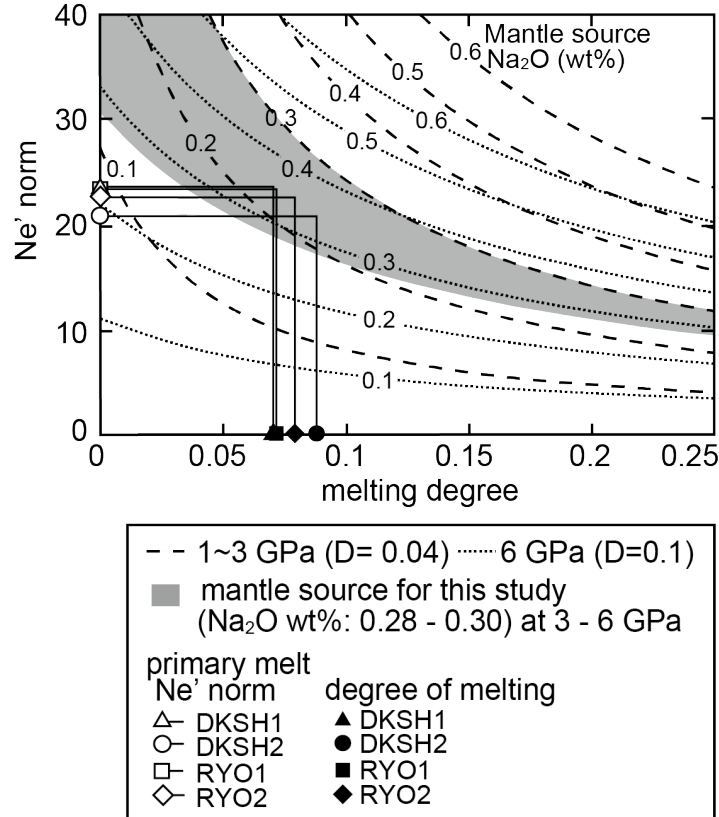 40
30
20
10
0
Ne' norm
Mantle source
Na₂O (wt%)
0.6
0.5
0.4
0.6
0.3
0.5
0.2
0.4
0.1
0.3
0.2
0.1
0
0.05
0.1
0.15
0.2
0.25
melting degree
1~3 GPa (D= 0.04)
6 GPa (D=0.1)
mantle source for this study
(Na₂O wt%: 0.28 - 0.30) at 3 - 6 GPa
primary melt
Ne' norm
degree of melting
DKSH1
DKSH1
DKSH2
DKSH2
RYO1
RYO1
RYO2
RYO2